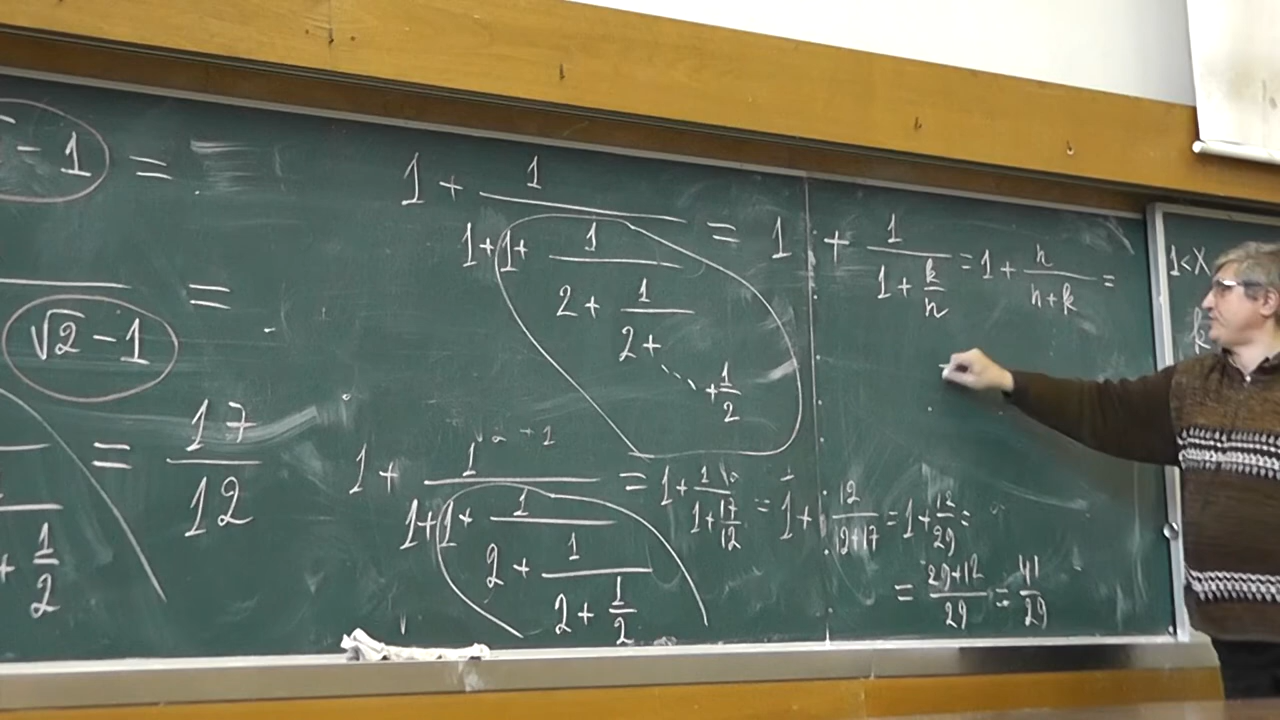 - 1 =
=
√2 - 1
= 17/12
+ 1/2
1 + 1/(1+1+ 1/(2+ 1/(2+ ⋱ + 1/2))) = 1 + 1/(1+ k/n) = 1 + n/(n+k) =
1 + 1/(1+1+ 1/(2+ 1/(2+ 1/2))) = 1 + 1/(1+ 17/12) = 1 + 12/(12+17) = 1 + 12/29 =
= (29+12)/29 = 41/29
1<x
k